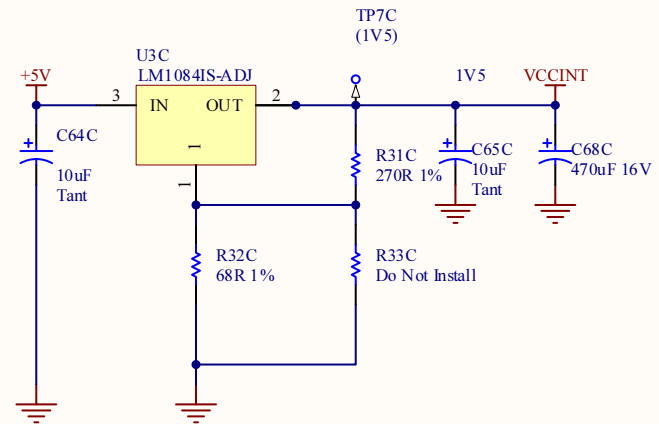 TP7C
(1V5)
U3C
LM1084IS-ADJ
+5V
1V5
VCCINT
3
IN
OUT
2
1
1
C64C
10uF
Tant
R31C
270R 1%
C65C
10uF
Tant
C68C
470uF 16V
R32C
68R 1%
R33C
Do Not Install